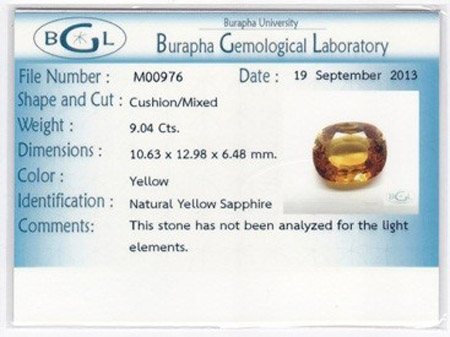 BGL
Burapha University
Burapha Gemological Laboratory
File Number : M00976 Date : 19 September 2013
Shape and Cut : Cushion/Mixed
Weight : 9.04 Cts.
Dimensions : 10.63 x 12.98 x 6.48 mm.
Color : Yellow
Identification : Natural Yellow Sapphire
Comments: This stone has not been analyzed for the light
elements.
BGL